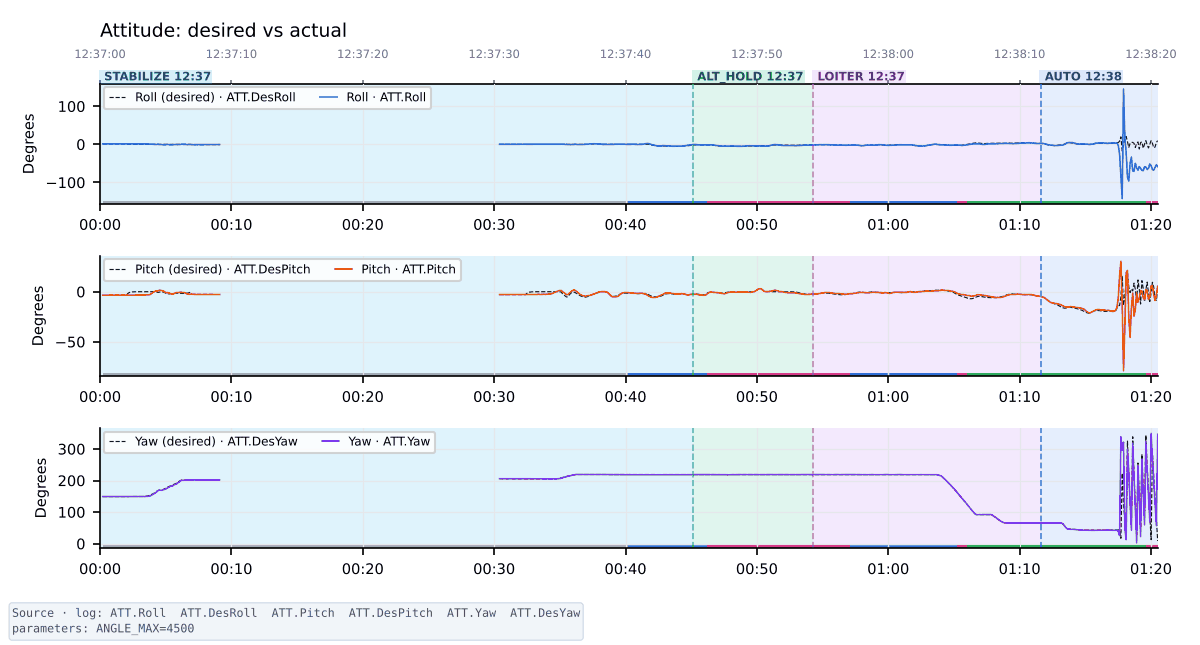 Attitude: desired vs actual
12:37:00 12:37:10 12:37:20 12:37:30 12:37:40 12:37:50 12:38:00 12:38:10 12:38:20
STABILIZE 12:37 ALT_HOLD 12:37 LOITER 12:37 AUTO 12:38
Roll (desired) · ATT.DesRoll Roll · ATT.Roll
Degrees
100
0
−100
00:00 00:10 00:20 00:30 00:40 00:50 01:00 01:10 01:20
Pitch (desired) · ATT.DesPitch Pitch · ATT.Pitch
Degrees
0
−50
00:00 00:10 00:20 00:30 00:40 00:50 01:00 01:10 01:20
Yaw (desired) · ATT.DesYaw Yaw · ATT.Yaw
Degrees
300
200
100
0
00:00 00:10 00:20 00:30 00:40 00:50 01:00 01:10 01:20
Source · log: ATT.Roll ATT.DesRoll ATT.Pitch ATT.DesPitch ATT.Yaw ATT.DesYaw
parameters: ANGLE_MAX=4500